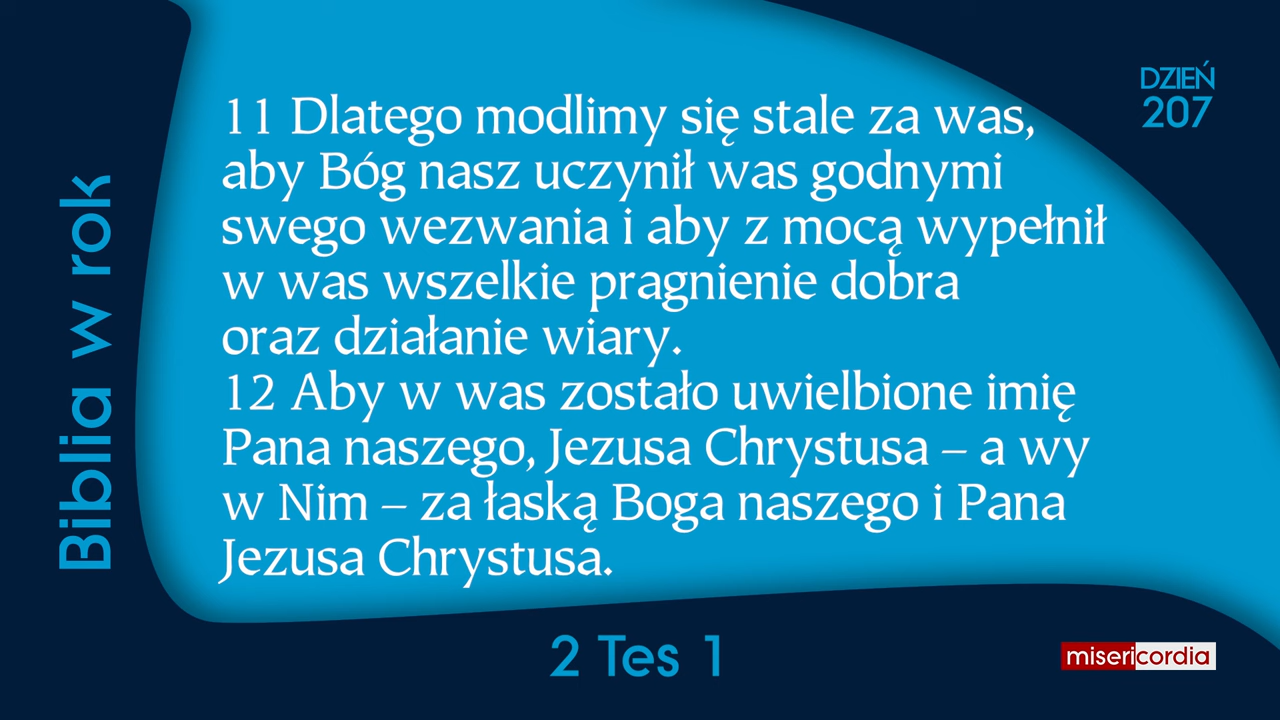 DZIEŃ
207
11 Dlatego modlimy się stale za was,
aby Bóg nasz uczynił was godnymi
swego wezwania i aby z mocą wypełnił
w was wszelkie pragnienie dobra
oraz działanie wiary.
12 Aby w was zostało uwielbione imię
Pana naszego, Jezusa Chrystusa – a wy
w Nim – za łaską Boga naszego i Pana
Jezusa Chrystusa.
Biblia w rok
2 Tes 1
misericordia